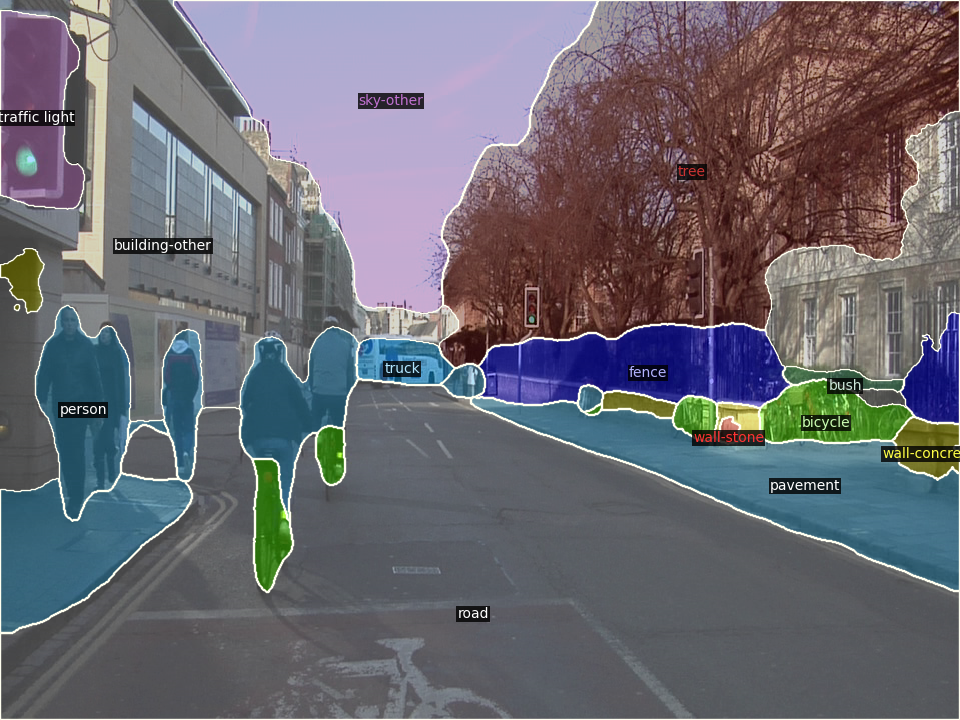 sky-other
traffic light
tree
building-other
truck
fence
bush
person
bicycle
wall-stone
wall-concre
pavement
road